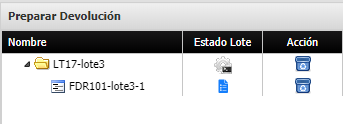 Preparar Devolución
Nombre Estado Lote Acción
LT17-lote3
FDR101-lote3-1